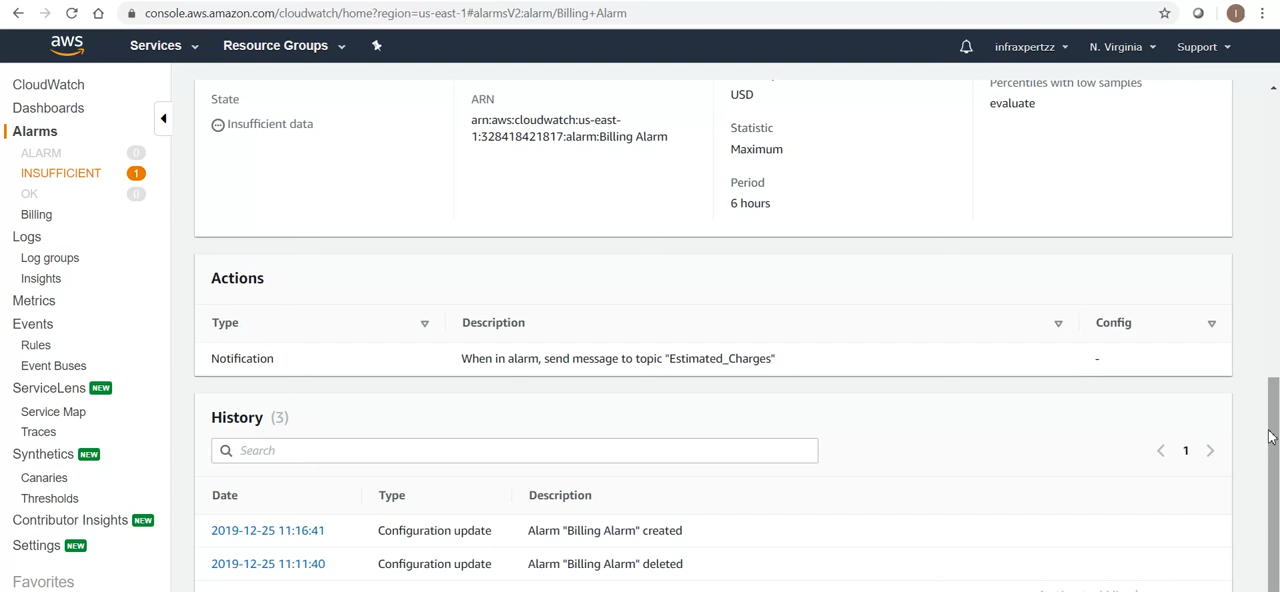 console.aws.amazon.com/cloudwatch/home?region=us-east-1#alarmsV2:alarm/Billing+Alarm
I
aws
Services
Resource Groups
infraxpertzz
N. Virginia
Support
CloudWatch
Dashboards
Alarms
ALARM 0
INSUFFICIENT 1
OK 0
Billing
Logs
Log groups
Insights
Metrics
Events
Rules
Event Buses
ServiceLens NEW
Service Map
Traces
Synthetics NEW
Canaries
Thresholds
Contributor Insights NEW
Settings NEW
Favorites
State
Insufficient data
ARN
arn:aws:cloudwatch:us-east-
1:328418421817:alarm:Billing Alarm
USD
Statistic
Maximum
Period
6 hours
Percentiles with low samples
evaluate
Actions
Type Description Config
Notification When in alarm, send message to topic "Estimated_Charges" -
History (3)
Search
1
Date Type Description
2019-12-25 11:16:41 Configuration update Alarm "Billing Alarm" created
2019-12-25 11:11:40 Configuration update Alarm "Billing Alarm" deleted